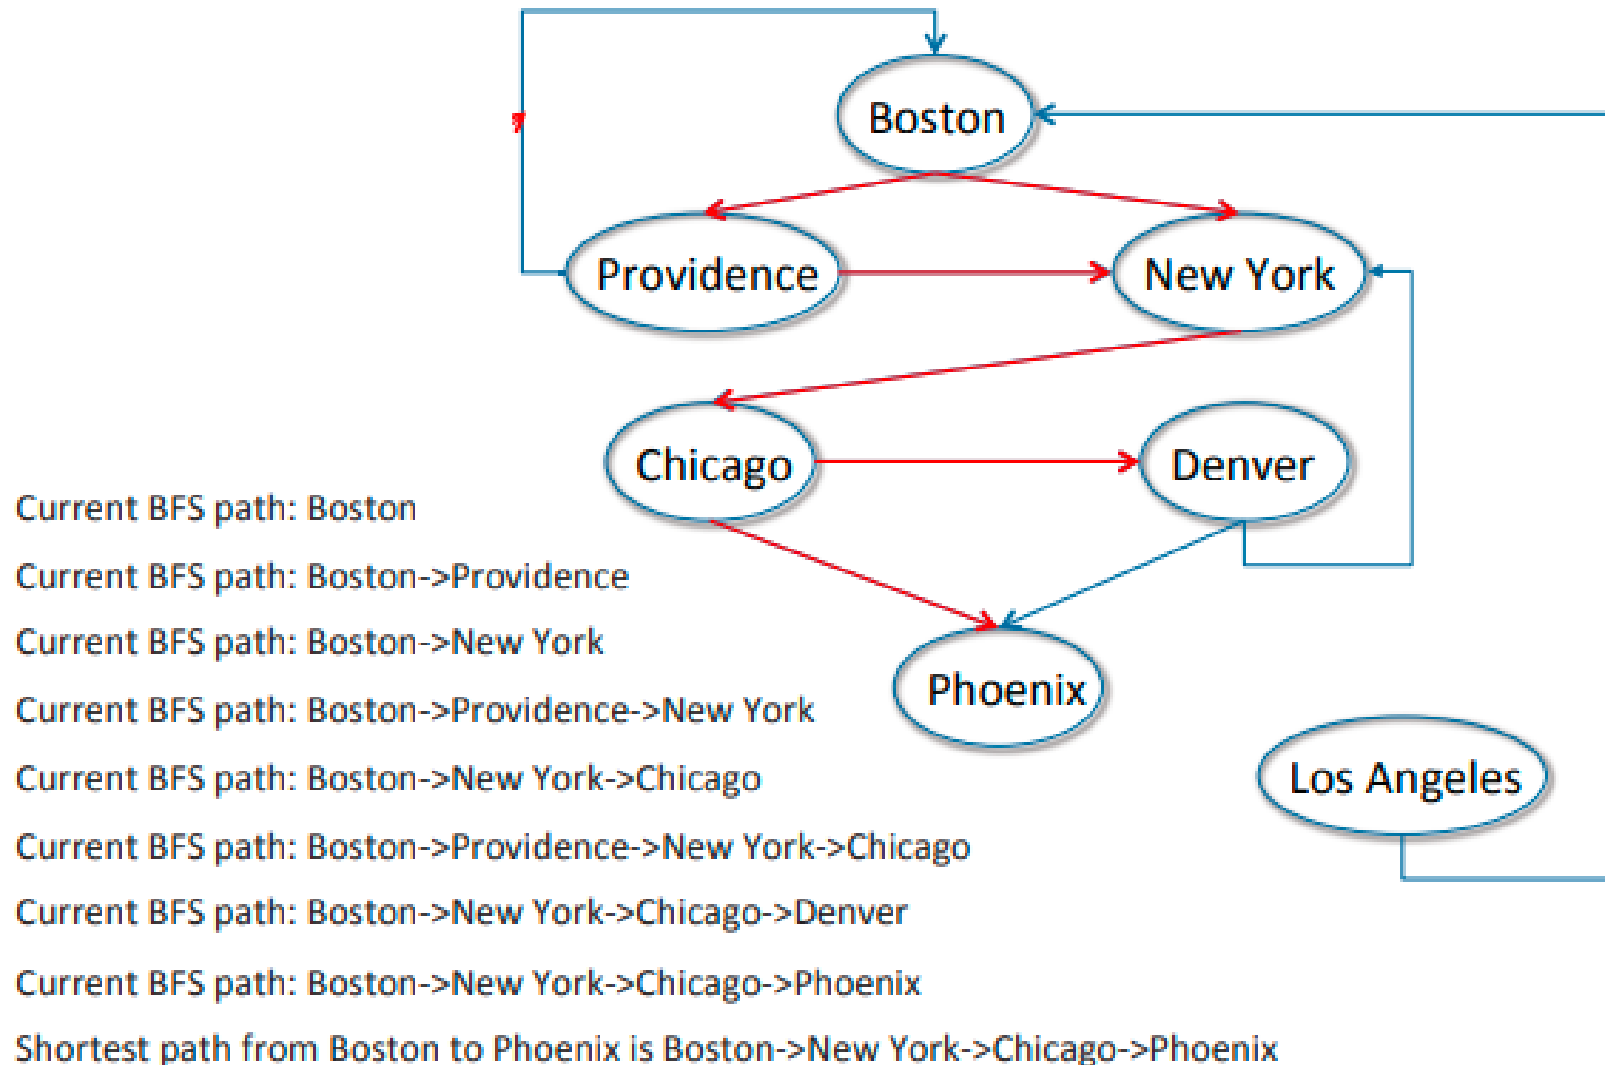 Boston
Providence
New York
Chicago
Denver
Phoenix
Los Angeles
Current BFS path: Boston
Current BFS path: Boston->Providence
Current BFS path: Boston->New York
Current BFS path: Boston->Providence->New York
Current BFS path: Boston->New York->Chicago
Current BFS path: Boston->Providence->New York->Chicago
Current BFS path: Boston->New York->Chicago->Denver
Current BFS path: Boston->New York->Chicago->Phoenix
Shortest path from Boston to Phoenix is Boston->New York->Chicago->Phoenix